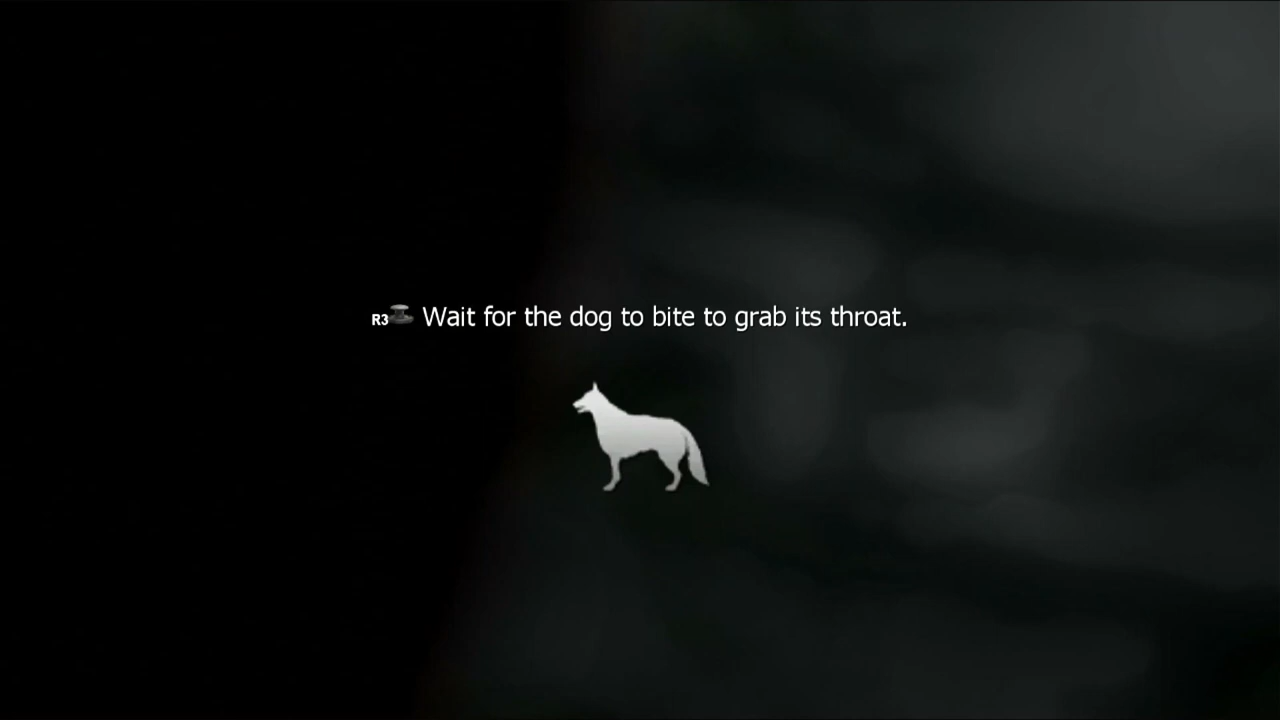 R3 Wait for the dog to bite to grab its throat.